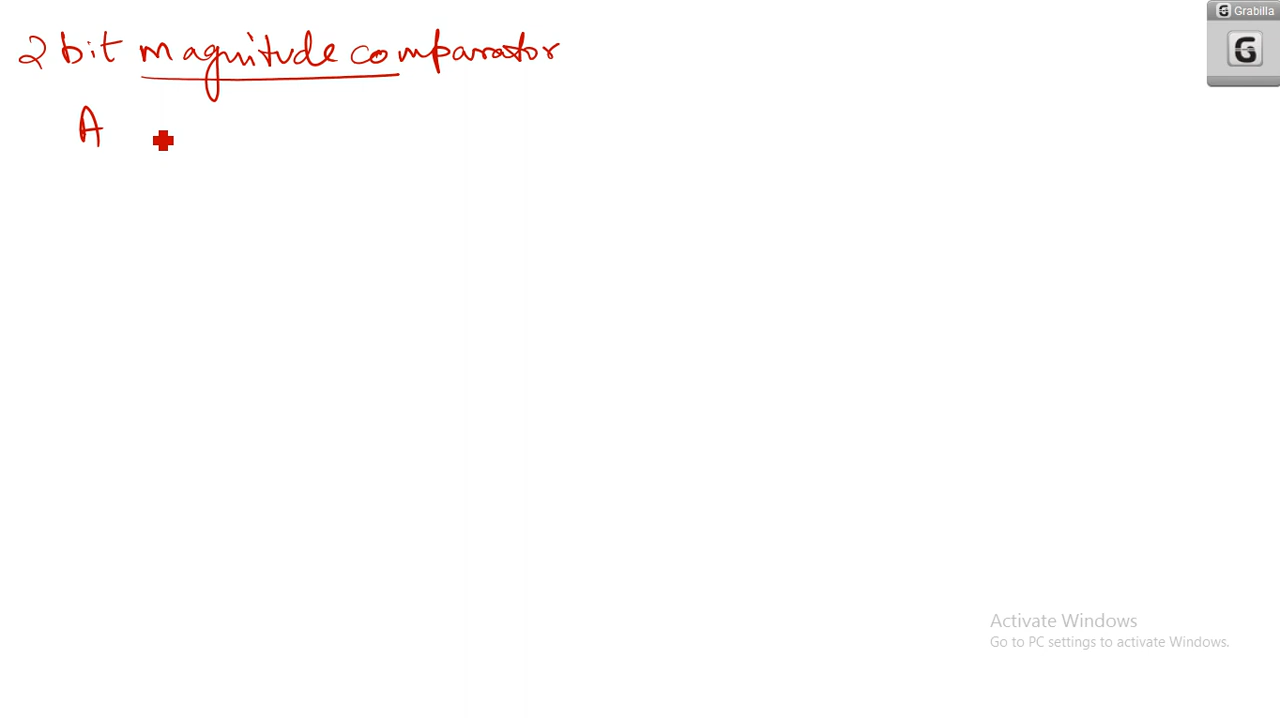 Grabilla
2 bit magnitude comparator
A
Activate Windows
Go to PC settings to activate Windows.